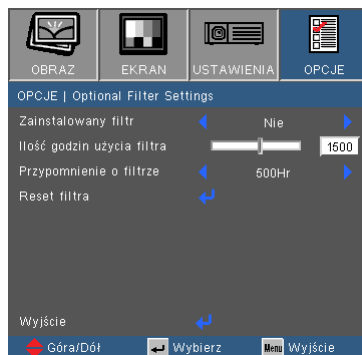 OBRAZ EKRAN USTAWIENIA OPCJE
OPCJE | Optional Filter Settings
Zainstalowany filtr Nie
Ilość godzin użycia filtra 1500
Przypomnienie o filtrze 500Hr
Reset filtra
Wyjście
Góra/Dół Wybierz Menu Wyjście